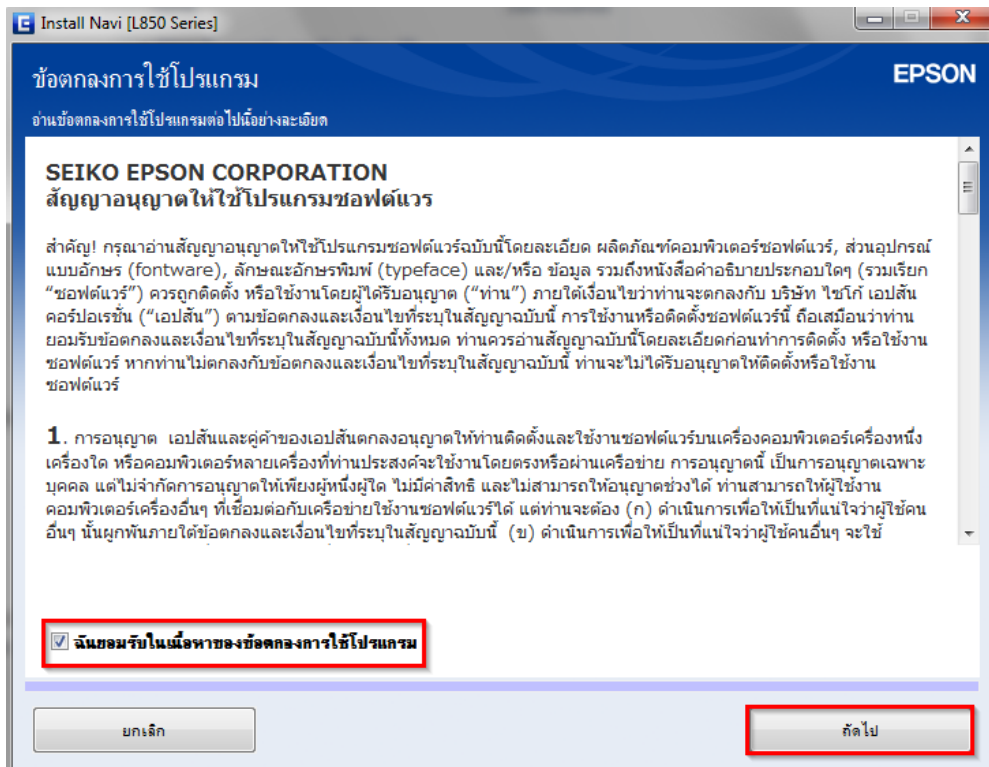 Install Navi [L850 Series]
ข้อตกลงการใช้โปรแกรม
EPSON
อ่านข้อตกลงการใช้โปรแกรมต่อไปนี้อย่างละเอียด
SEIKO EPSON CORPORATION
สัญญาอนุญาตให้ใช้โปรแกรมซอฟต์แวร
สำคัญ! กรุณาอ่านสัญญาอนุญาตให้ใช้โปรแกรมซอฟต์แวร์ฉบับนี้โดยละเอียด ผลิตภัณฑ์คอมพิวเตอร์ซอฟต์แวร์, ส่วนอุปกรณ์
แบบอักษร (fontware), ลักษณะอักษรพิมพ์ (typeface) และ/หรือ ข้อมูล รวมถึงหนังสือคำอธิบายประกอบใดๆ (รวมเรียก
“ซอฟต์แวร์”) ควรถูกติดตั้ง หรือใช้งานโดยผู้ได้รับอนุญาต (“ท่าน”) ภายใต้เงื่อนไขว่าท่านจะตกลงกับ บริษัท ไซโก้ เอปสัน
คอร์ปอเรชั่น (“เอปสัน”) ตามข้อตกลงและเงื่อนไขที่ระบุในสัญญาฉบับนี้ การใช้งานหรือติดตั้งซอฟต์แวร์นี้ ถือเสมือนว่าท่าน
ยอมรับข้อตกลงและเงื่อนไขที่ระบุในสัญญาฉบับนี้ทั้งหมด ท่านควรอ่านสัญญาฉบับนี้โดยละเอียดก่อนทำการติดตั้ง หรือใช้งาน
ซอฟต์แวร์ หากท่านไม่ตกลงกับข้อตกลงและเงื่อนไขที่ระบุในสัญญาฉบับนี้ ท่านจะไม่ได้รับอนุญาตให้ติดตั้งหรือใช้งาน
ซอฟต์แวร์
1. การอนุญาต เอปสันและคู่ค้าของเอปสันตกลงอนุญาตให้ท่านติดตั้งและใช้งานซอฟต์แวร์บนเครื่องคอมพิวเตอร์เครื่องหนึ่ง
เครื่องใด หรือคอมพิวเตอร์หลายเครื่องที่ท่านประสงค์จะใช้งานโดยตรงหรือผ่านเครือข่าย การอนุญาตนี้ เป็นการอนุญาตเฉพาะ
บุคคล แต่ไม่จำกัดการอนุญาตให้เพียงผู้หนึ่งผู้ใด ไม่มีค่าสิทธิ และไม่สามารถให้อนุญาตช่วงได้ ท่านสามารถให้ผู้ใช้งาน
คอมพิวเตอร์เครื่องอื่นๆ ที่เชื่อมต่อกับเครือข่ายใช้งานซอฟต์แวร์ได้ แต่ท่านจะต้อง (ก) ดำเนินการเพื่อให้เป็นที่แน่ใจว่าผู้ใช้คน
อื่นๆ นั้นผูกพันภายใต้ข้อตกลงและเงื่อนไขที่ระบุในสัญญาฉบับนี้ (ข) ดำเนินการเพื่อให้เป็นที่แน่ใจว่าผู้ใช้คนอื่นๆ จะใช้
ฉันยอมรับในเนื้อหาของข้อตกลงการใช้โปรแกรม
ยกเลิก
ถัดไป